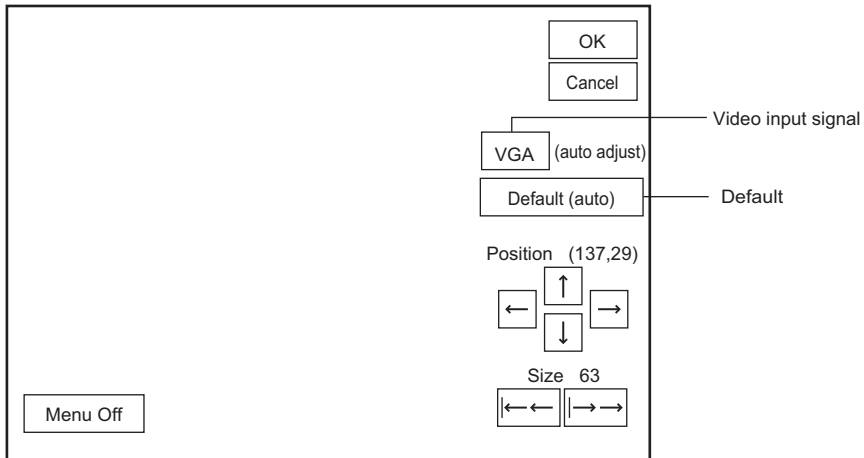 OK
Cancel
Video input signal
VGA (auto adjust)
Default (auto)
Default
Position (137,29)
↑
← →
↓
Size 63
|←← |→→
Menu Off